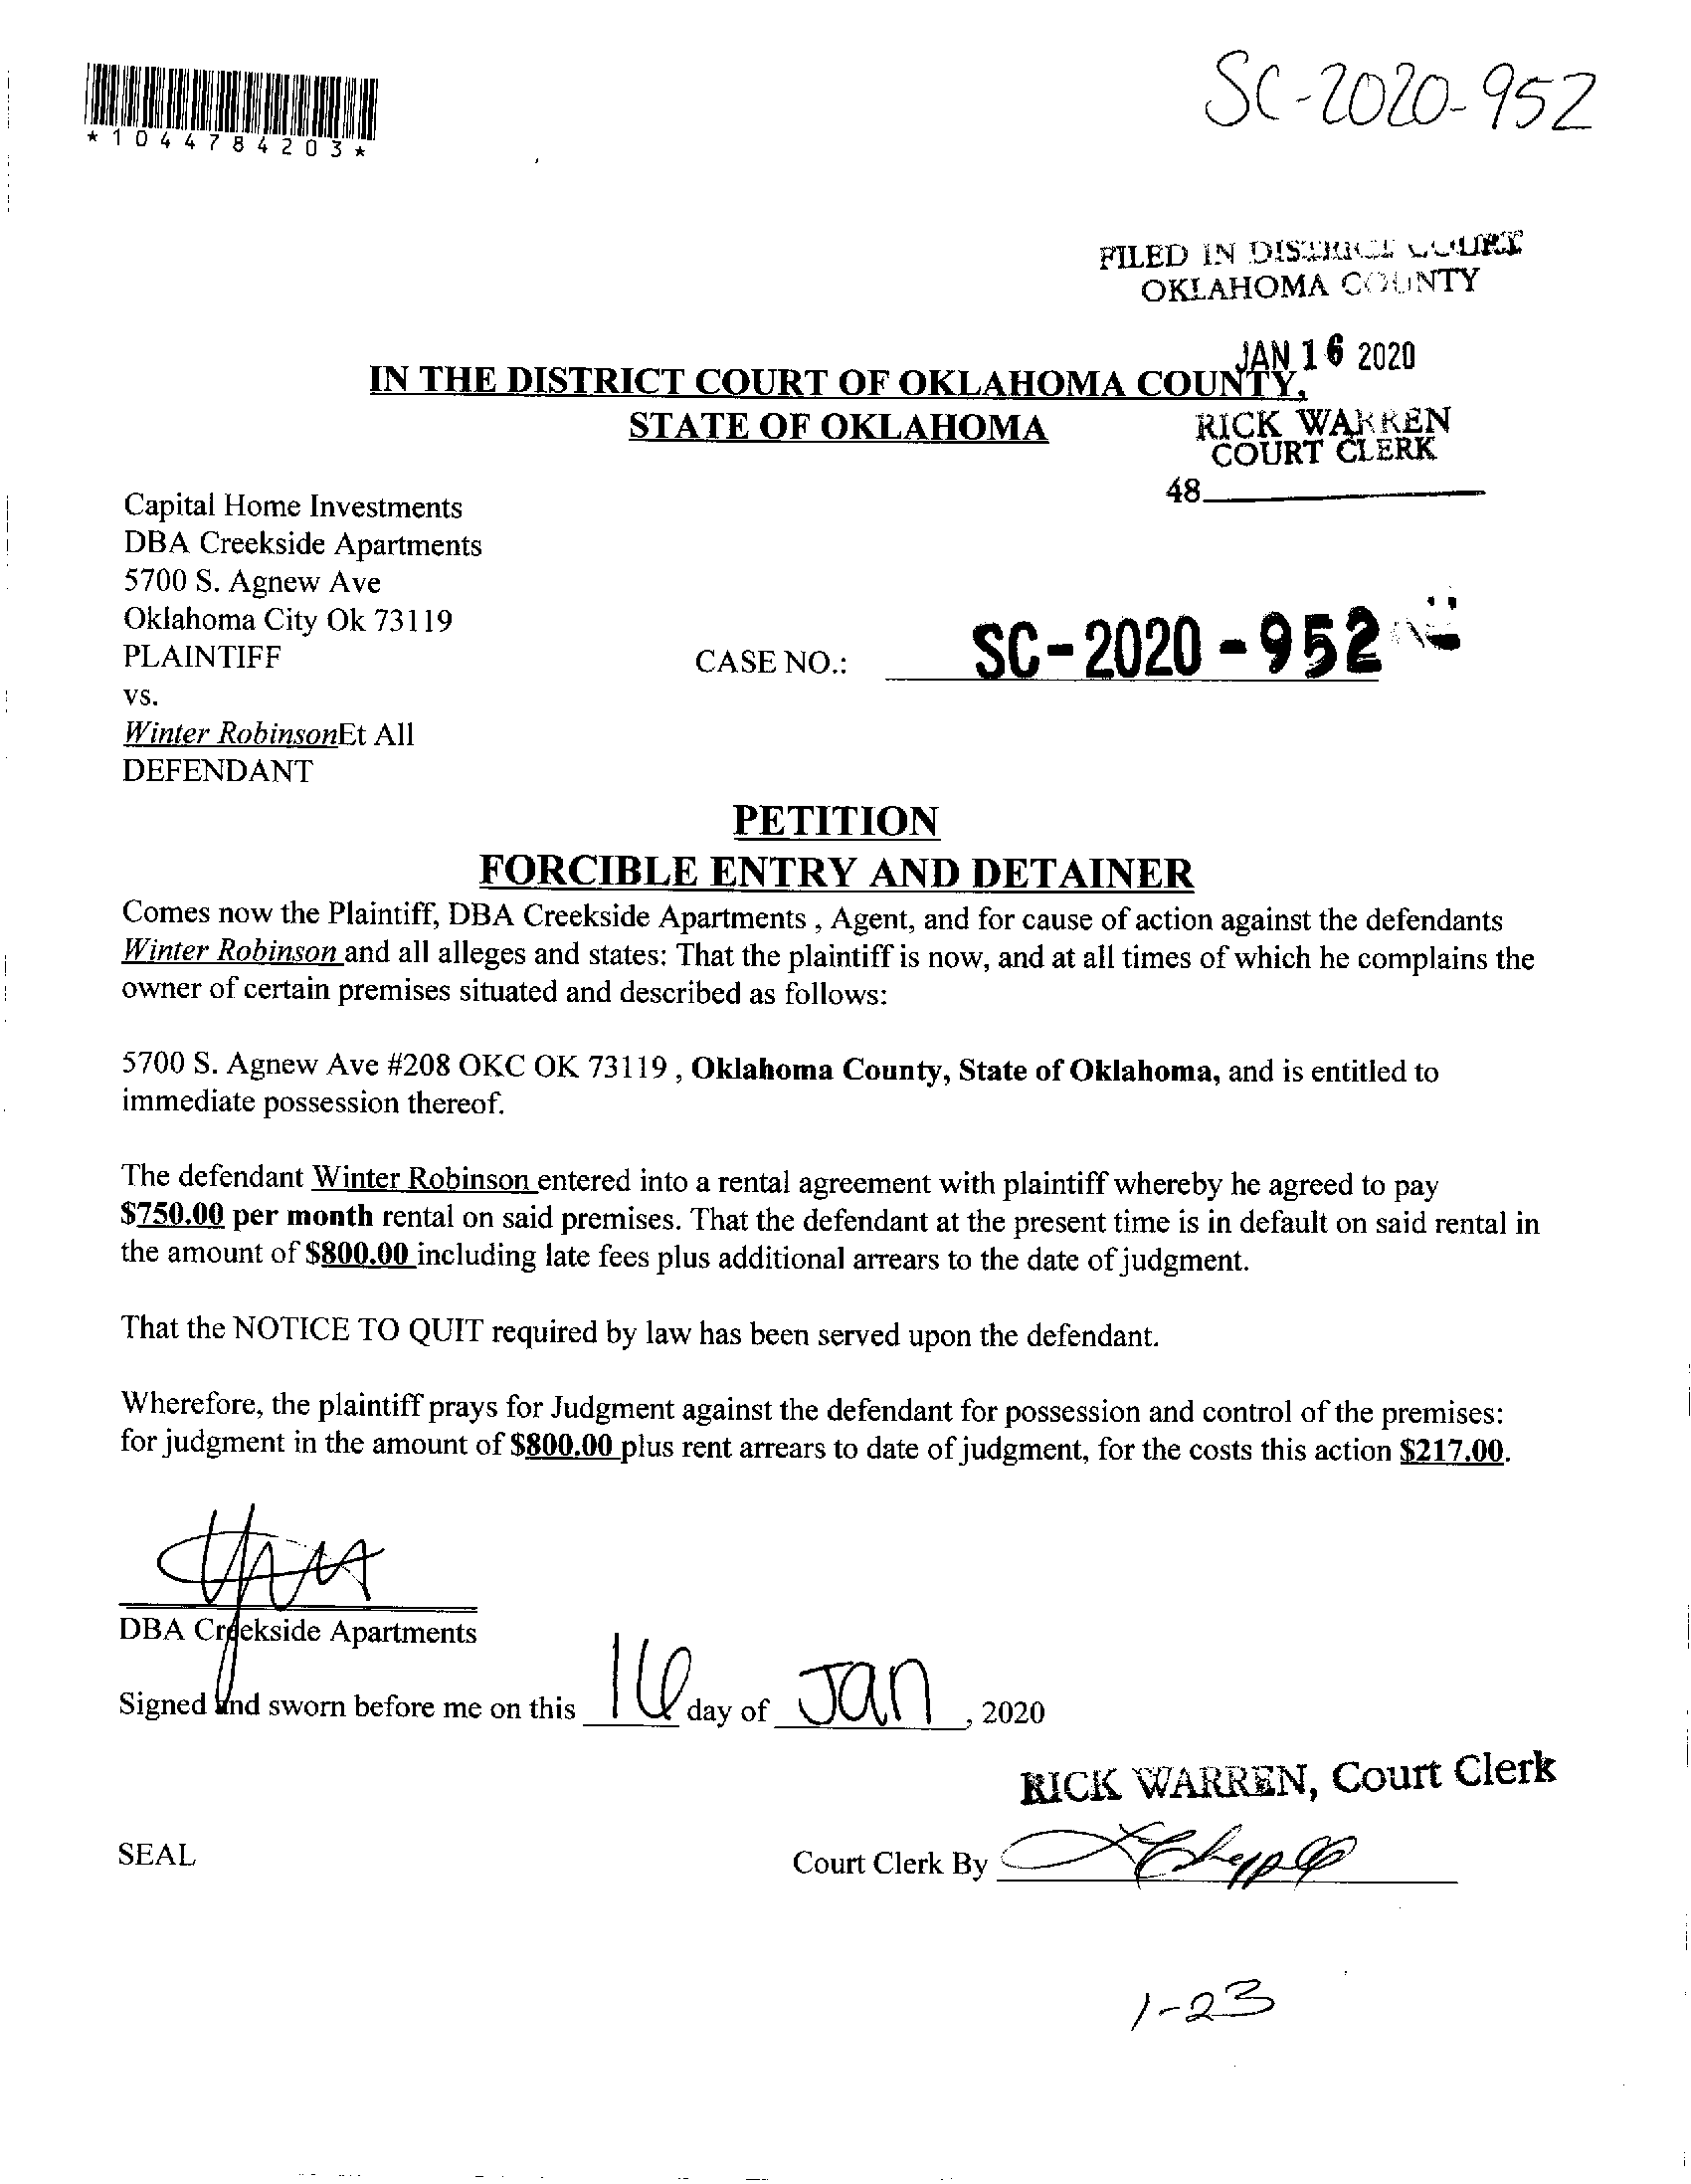 SC-2020-952
*1044784203*
FILED IN DISTRICT COURT
OKLAHOMA COUNTY
JAN 16 2020
IN THE DISTRICT COURT OF OKLAHOMA COUNTY,
STATE OF OKLAHOMA
RICK WARREN
COURT CLERK
48
Capital Home Investments
DBA Creekside Apartments
5700 S. Agnew Ave
Oklahoma City Ok 73119
PLAINTIFF
CASE NO.: SC-2020-952
vs.
Winter RobinsonEt All
DEFENDANT
PETITION
FORCIBLE ENTRY AND DETAINER
Comes now the Plaintiff, DBA Creekside Apartments , Agent, and for cause of action against the defendants
Winter Robinson and all alleges and states: That the plaintiff is now, and at all times of which he complains the
owner of certain premises situated and described as follows:
5700 S. Agnew Ave #208 OKC OK 73119 , Oklahoma County, State of Oklahoma, and is entitled to
immediate possession thereof.
The defendant Winter Robinson entered into a rental agreement with plaintiff whereby he agreed to pay
$750.00 per month rental on said premises. That the defendant at the present time is in default on said rental in
the amount of $800.00 including late fees plus additional arrears to the date of judgment.
That the NOTICE TO QUIT required by law has been served upon the defendant.
Wherefore, the plaintiff prays for Judgment against the defendant for possession and control of the premises:
for judgment in the amount of $800.00 plus rent arrears to date of judgment, for the costs this action $217.00.
DBA Creekside Apartments
Signed and sworn before me on this 16 day of Jan, 2020
RICK WARREN, Court Clerk
SEAL
Court Clerk By
1-23